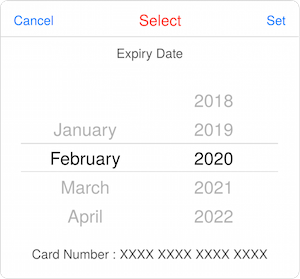 Cancel Select Set
Expiry Date
2018
January 2019
February 2020
March 2021
April 2022
Card Number : XXXX XXXX XXXX XXXX